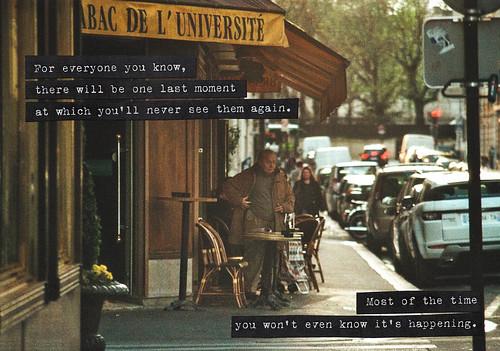 ABAC DE L'UNIVERSITÉ
For everyone you know,
there will be one last moment
at which you'll never see them again.
Most of the time
you won't even know it's happening.